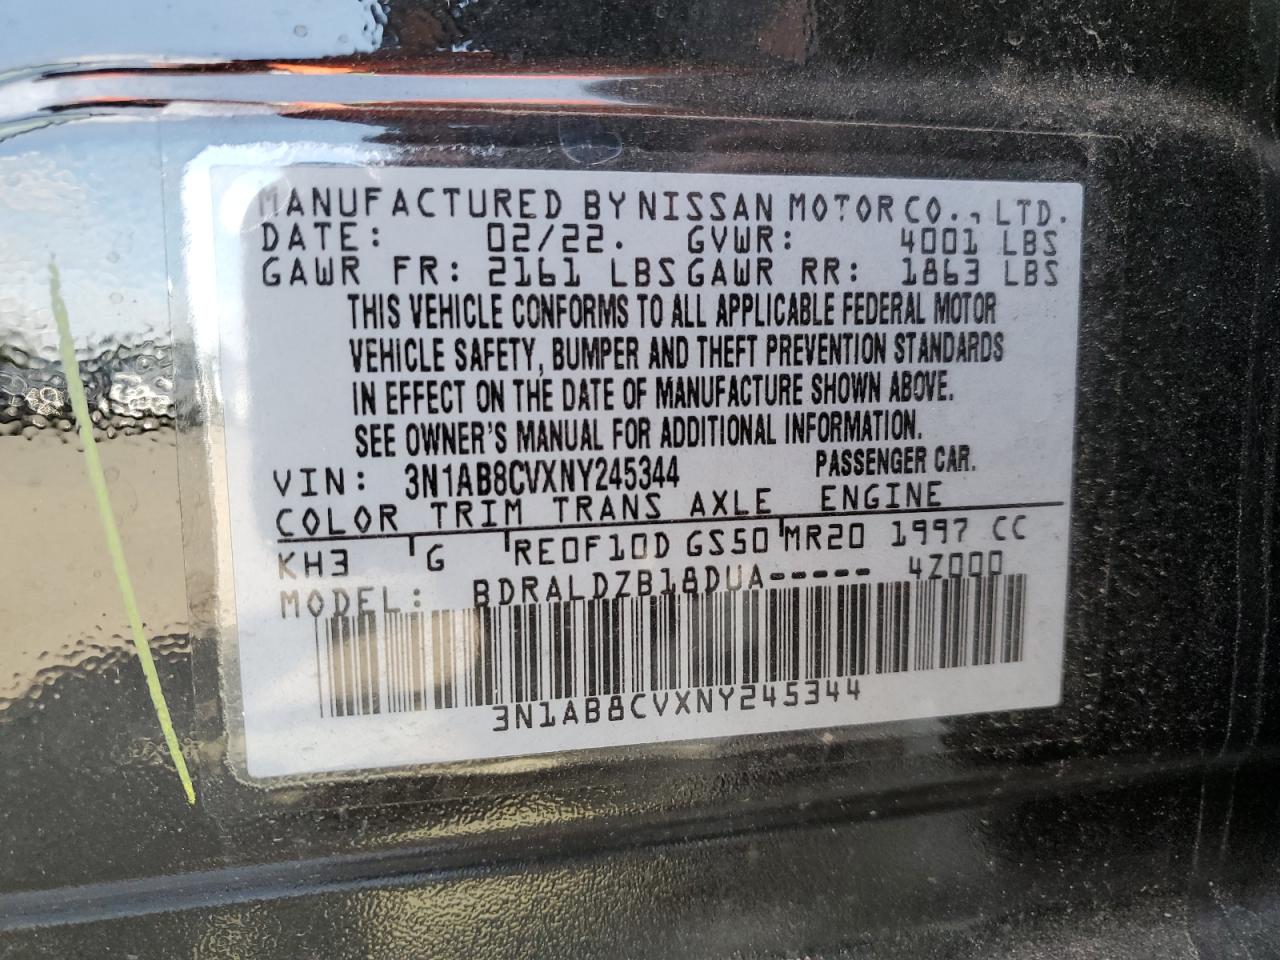 MANUFACTURED BY NISSAN MOTOR CO., LTD.
DATE: 02/22. GVWR: 4001 LBS
GAWR FR: 2161 LBS GAWR RR: 1863 LBS
THIS VEHICLE CONFORMS TO ALL APPLICABLE FEDERAL MOTOR
VEHICLE SAFETY, BUMPER AND THEFT PREVENTION STANDARDS
IN EFFECT ON THE DATE OF MANUFACTURE SHOWN ABOVE.
SEE OWNER'S MANUAL FOR ADDITIONAL INFORMATION.
VIN: 3N1AB8CVXNY245344 PASSENGER CAR.
COLOR TRIM TRANS AXLE ENGINE
KH3 G RE0F10D GS50 MR20 1997 CC
MODEL: BDRALDZB18DUA----- 4Z000
3N1AB8CVXNY245344